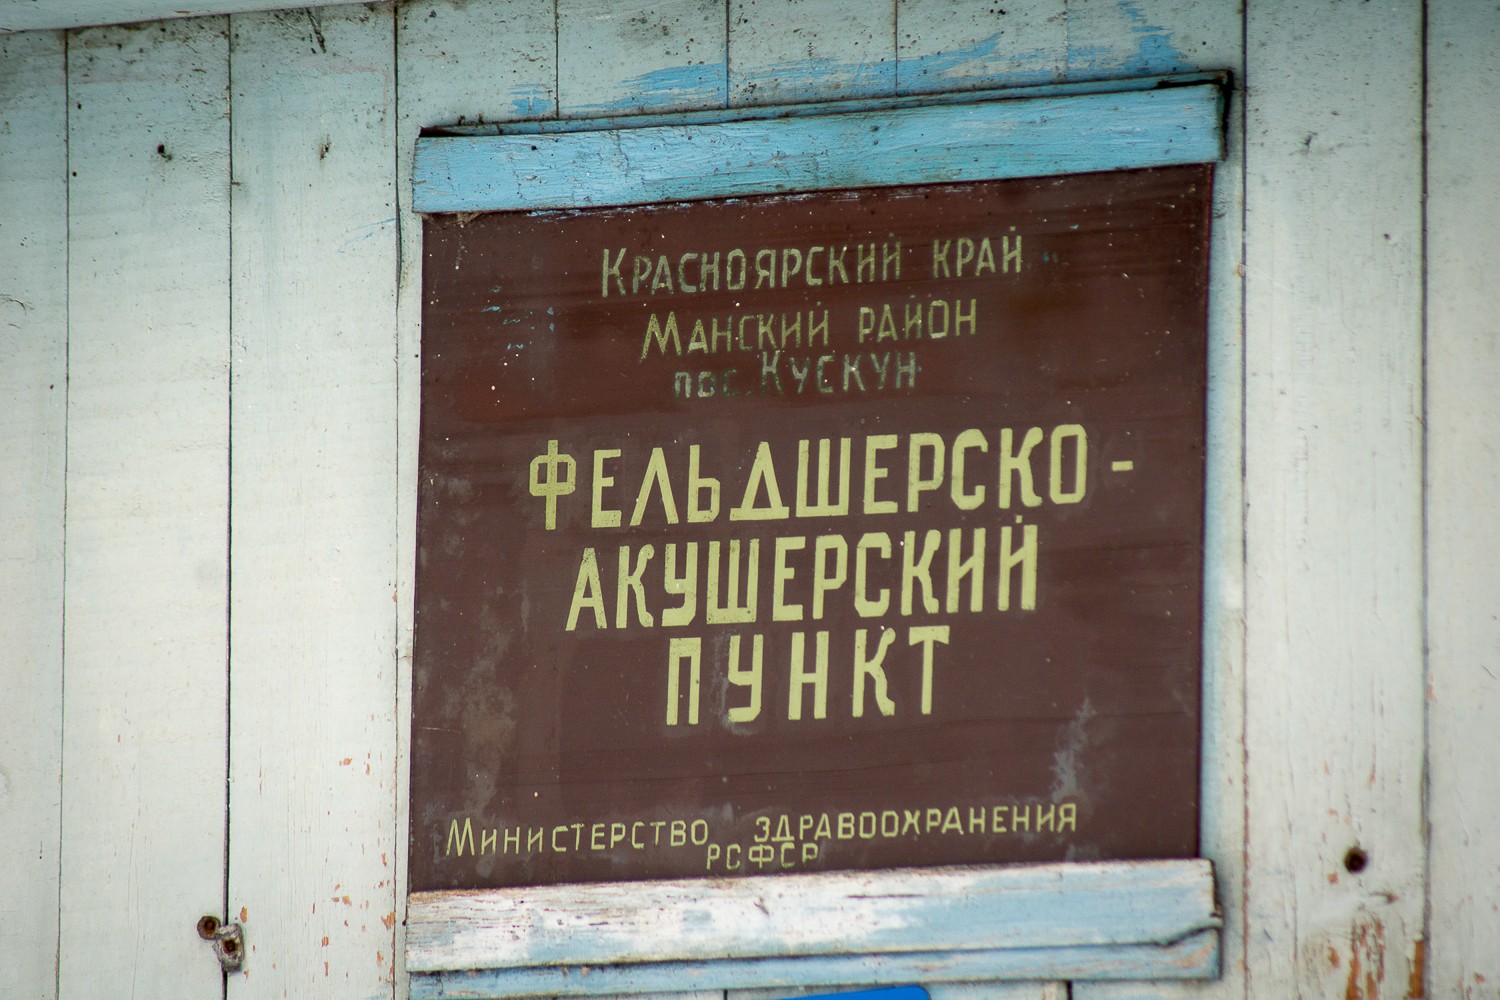 Красноярский край
Манский район
пос. Кускун
ФЕЛЬДШЕРСКО-
АКУШЕРСКИЙ
ПУНКТ
Министерство здравоохранения
РСФСР